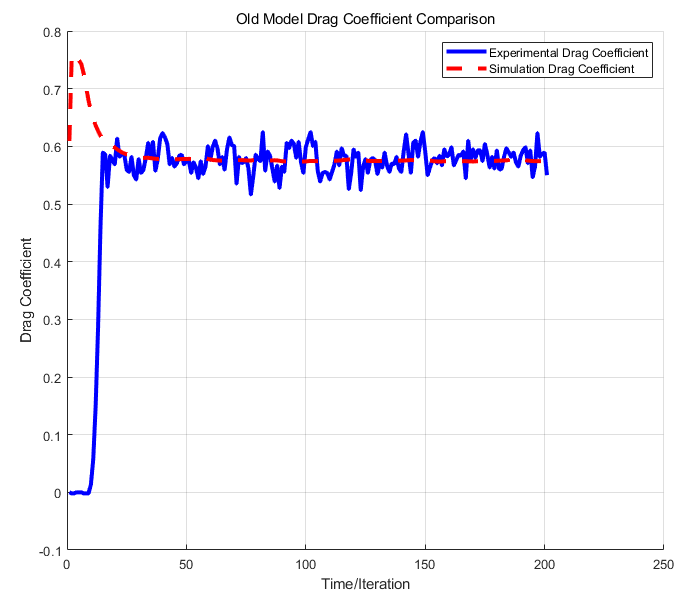 Old Model Drag Coefficient Comparison
Experimental Drag Coefficient
Simulation Drag Coefficient
0.8
0.7
0.6
0.5
0.4
0.3
0.2
0.1
0
-0.1
Drag Coefficient
0 50 100 150 200 250
Time/Iteration